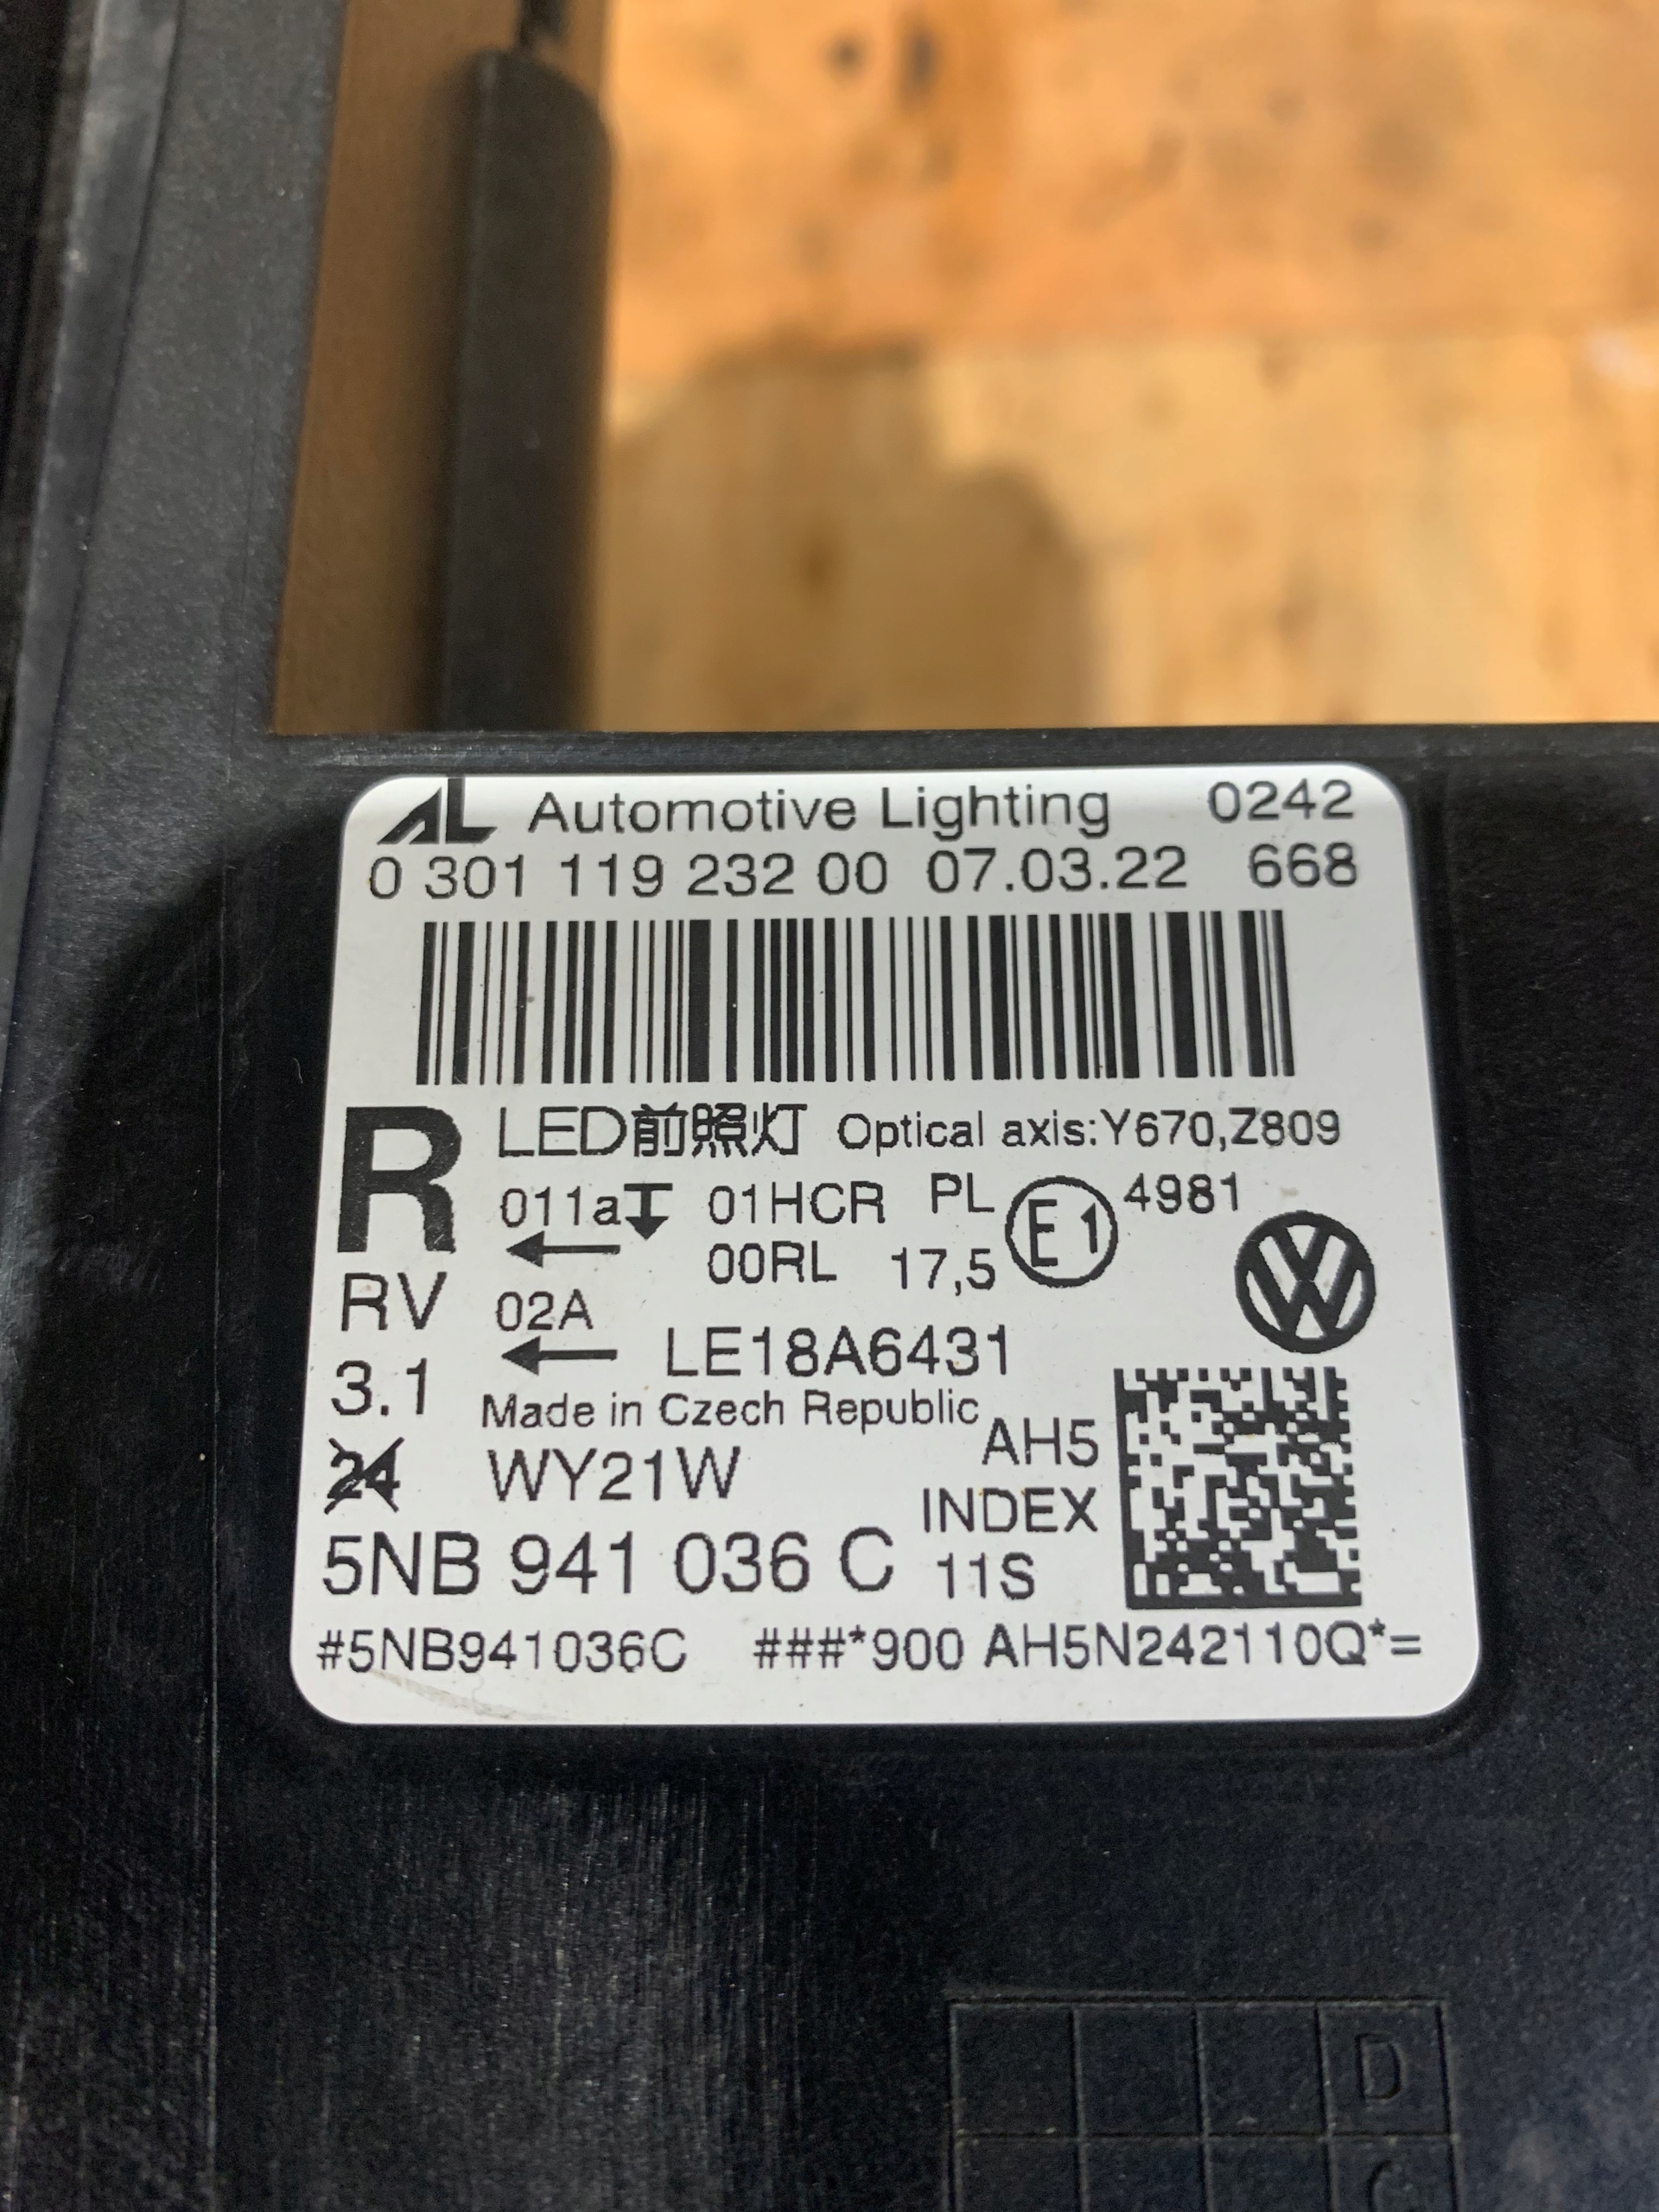 AL Automotive Lighting 0242
0 301 119 232 00 07.03.22 668
R LED前照灯 Optical axis:Y670,Z809
011a 01HCR PL E1 4981
00RL 17,5
RV 02A
LE18A6431
3.1 Made in Czech Republic
24 WY21W AH5
INDEX
5NB 941 036 C 11S
#5NB941036C ###*900 AH5N242110Q*=
D
C